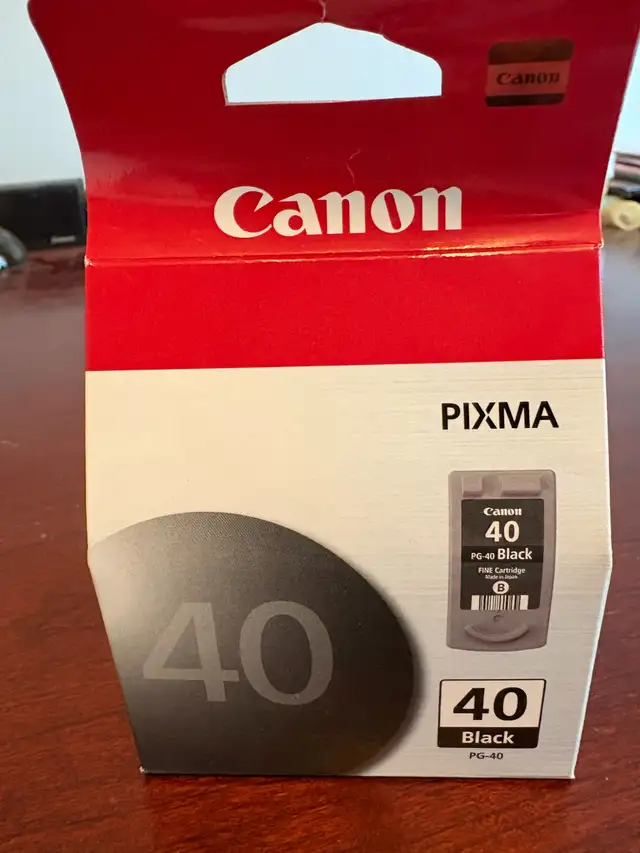 Canon
Canon
PIXMA
Canon
40
PG-40 Black
FINE Cartridge
Made in Japan
B
40
40
Black
PG-40